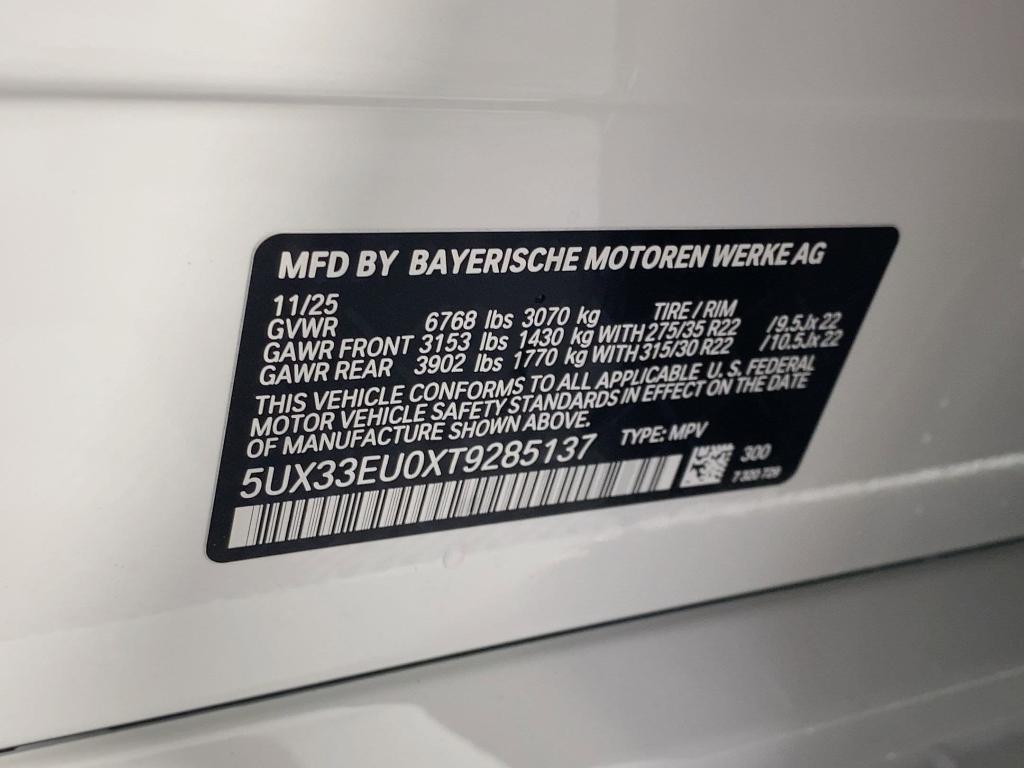 MFD BY BAYERISCHE MOTOREN WERKE AG
11/25 TIRE / RIM
GVWR 6768 lbs 3070 kg
GAWR FRONT 3153 lbs 1430 kg WITH 275/35 R22 /9.5Jx22
GAWR REAR 3902 lbs 1770 kg WITH 315/30 R22 /10.5Jx22
THIS VEHICLE CONFORMS TO ALL APPLICABLE U. S. FEDERAL
MOTOR VEHICLE SAFETY STANDARDS IN EFFECT ON THE DATE
OF MANUFACTURE SHOWN ABOVE.
5UX33EU0XT9285137 TYPE: MPV
300
7 320 729